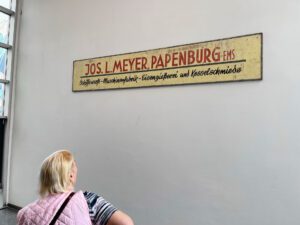 JOS. L. MEYER, PAPENBURG-EMS
Schiffswerft - Maschinenfabrik - Eisengießerei und Kesselschmiede